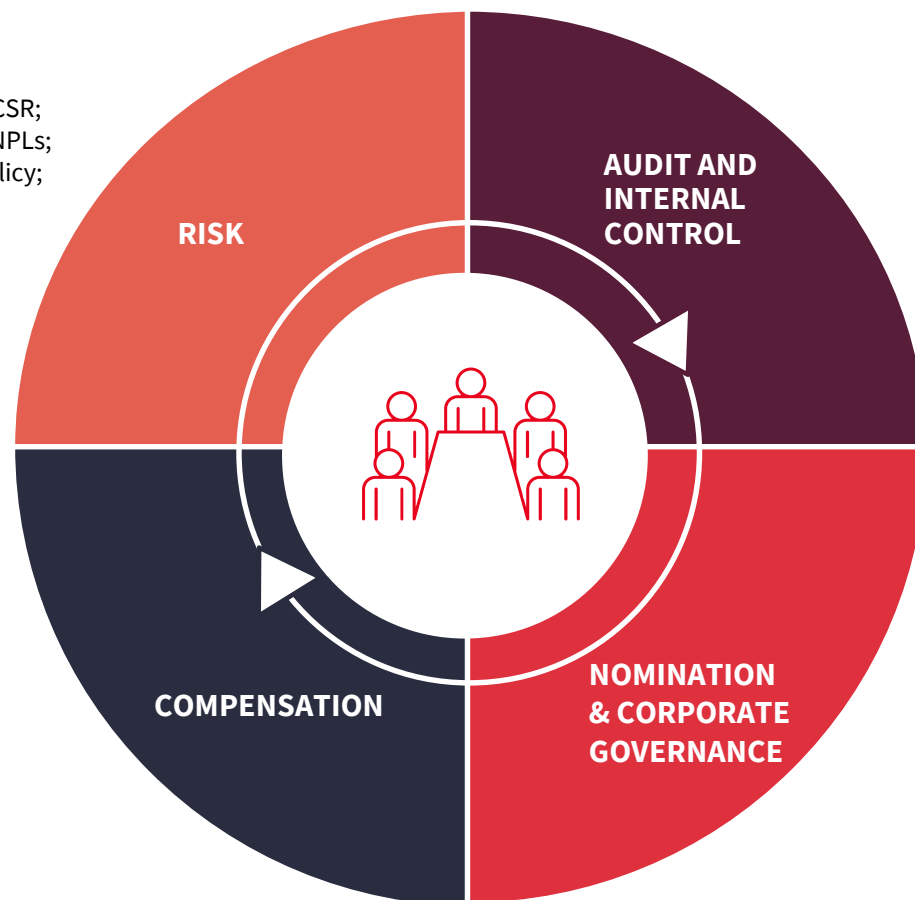 CSR;
NPLs;
licy;
RISK
AUDIT AND
INTERNAL
CONTROL
COMPENSATION
NOMINATION
& CORPORATE
GOVERNANCE